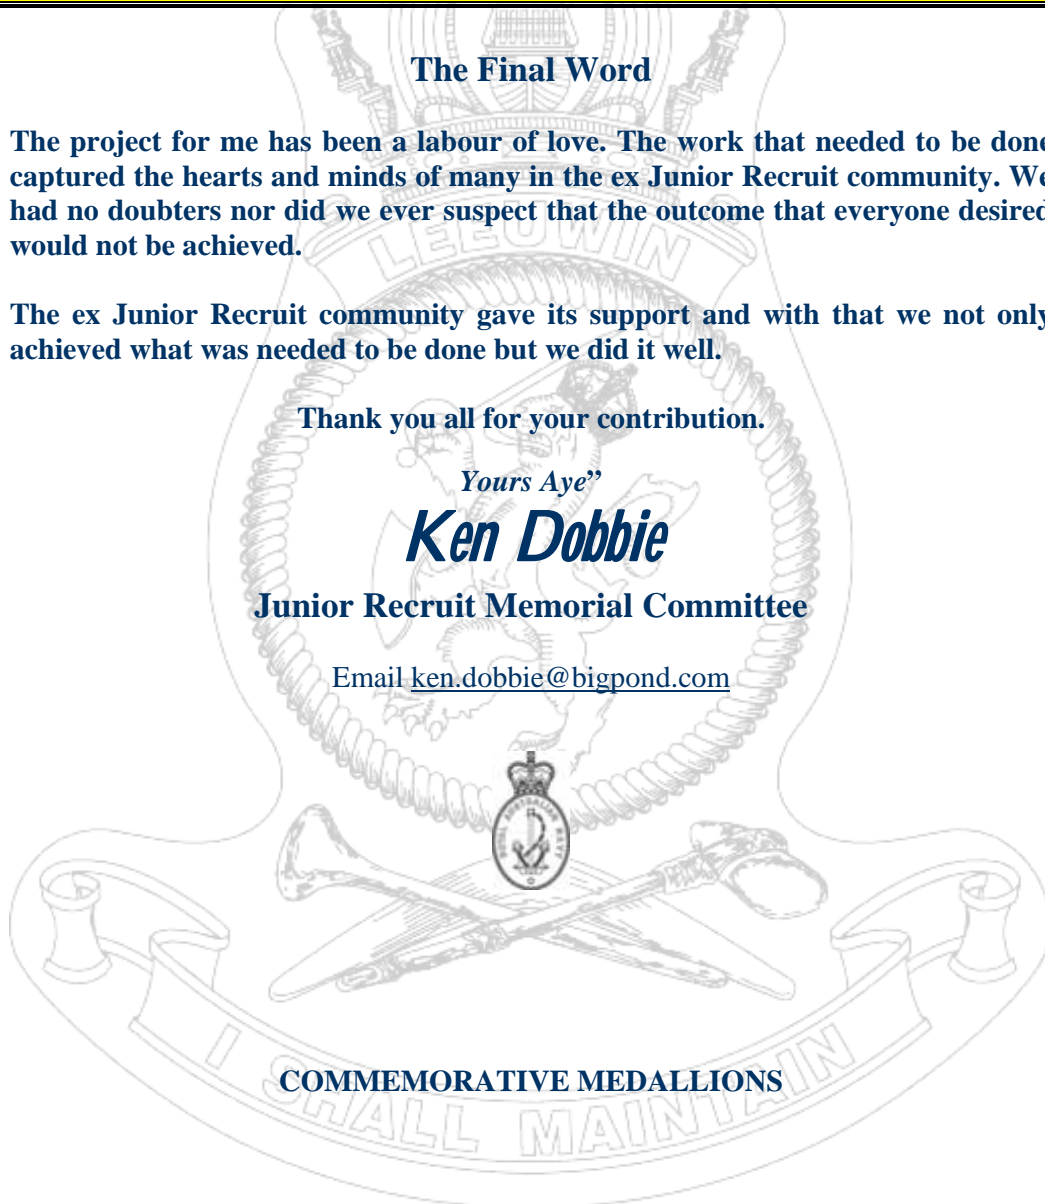 The Final Word
The project for me has been a labour of love. The work that needed to be done
captured the hearts and minds of many in the ex Junior Recruit community. We
had no doubters nor did we ever suspect that the outcome that everyone desired
would not be achieved.
LEEUWIN
The ex Junior Recruit community gave its support and with that we not only
achieved what was needed to be done but we did it well.
Thank you all for your contribution.
Yours Aye”
Ken Dobbie
Junior Recruit Memorial Committee
Email ken.dobbie@bigpond.com
ROYAL AUSTRALIAN NAVY
COMMEMORATIVE MEDALLIONS
I SHALL MAINTAIN